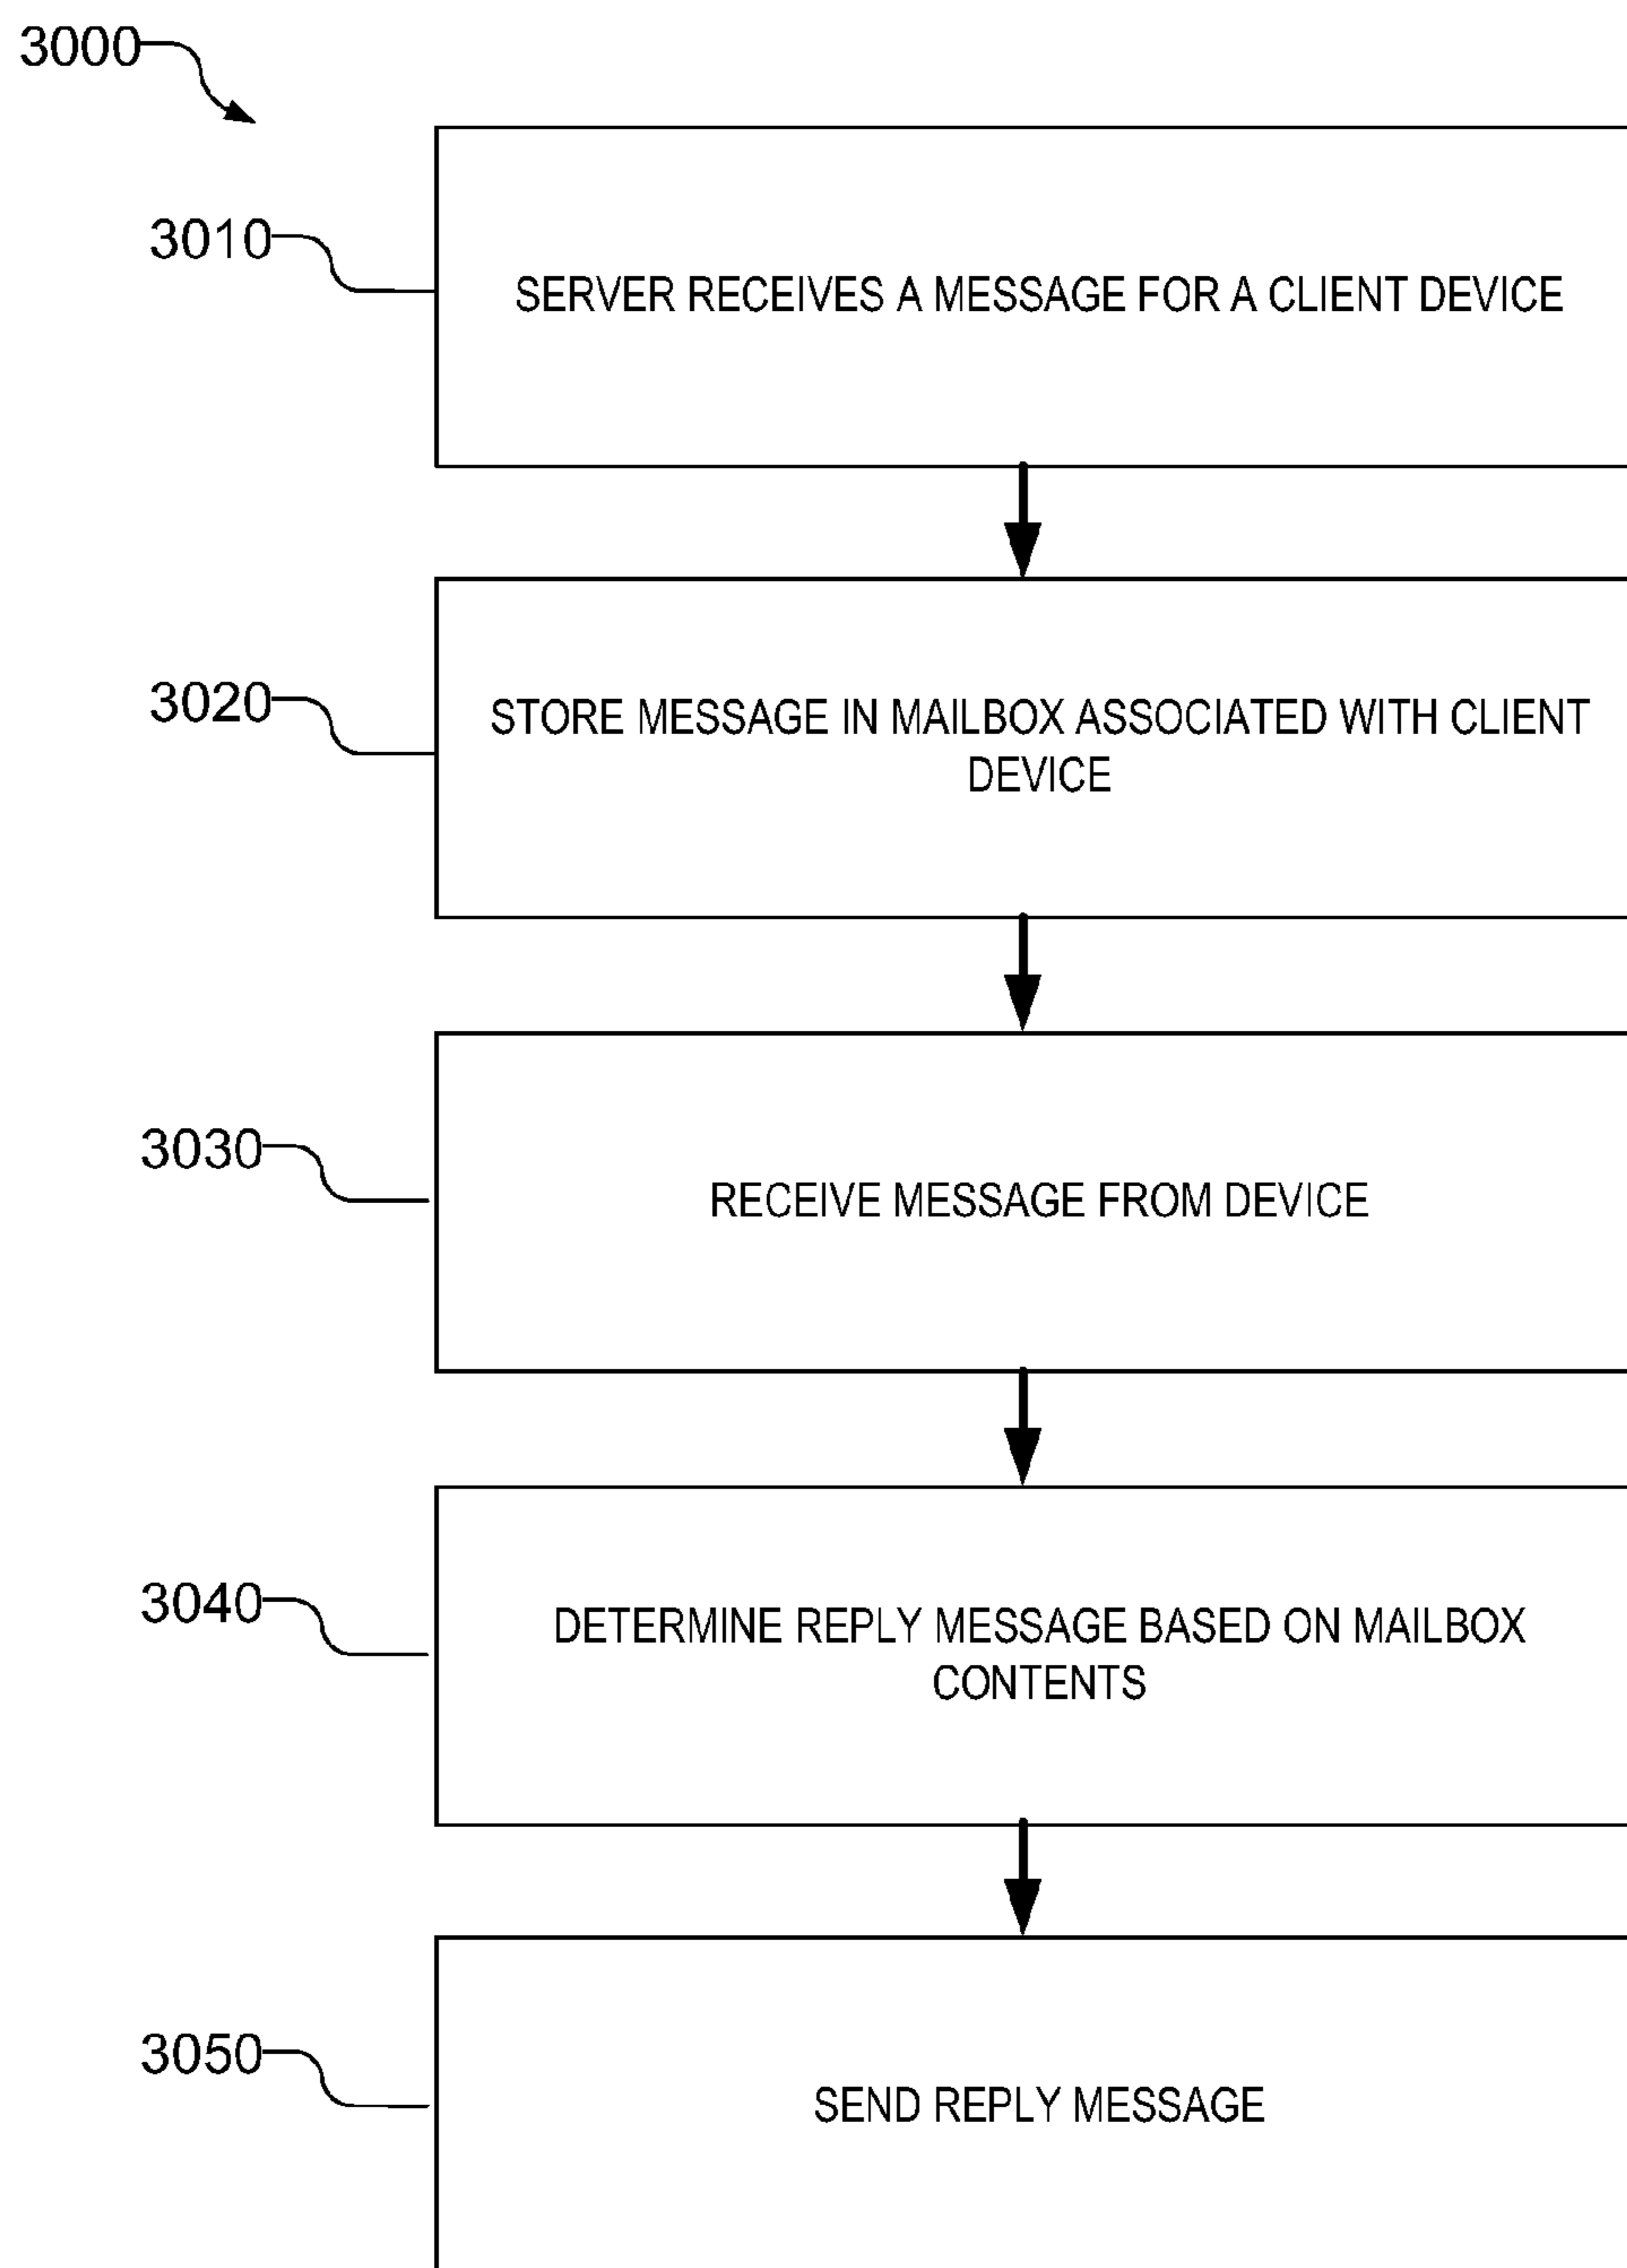 3000
3010
SERVER RECEIVES A MESSAGE FOR A CLIENT DEVICE
3020
STORE MESSAGE IN MAILBOX ASSOCIATED WITH CLIENT
DEVICE
3030
RECEIVE MESSAGE FROM DEVICE
3040
DETERMINE REPLY MESSAGE BASED ON MAILBOX
CONTENTS
3050
SEND REPLY MESSAGE